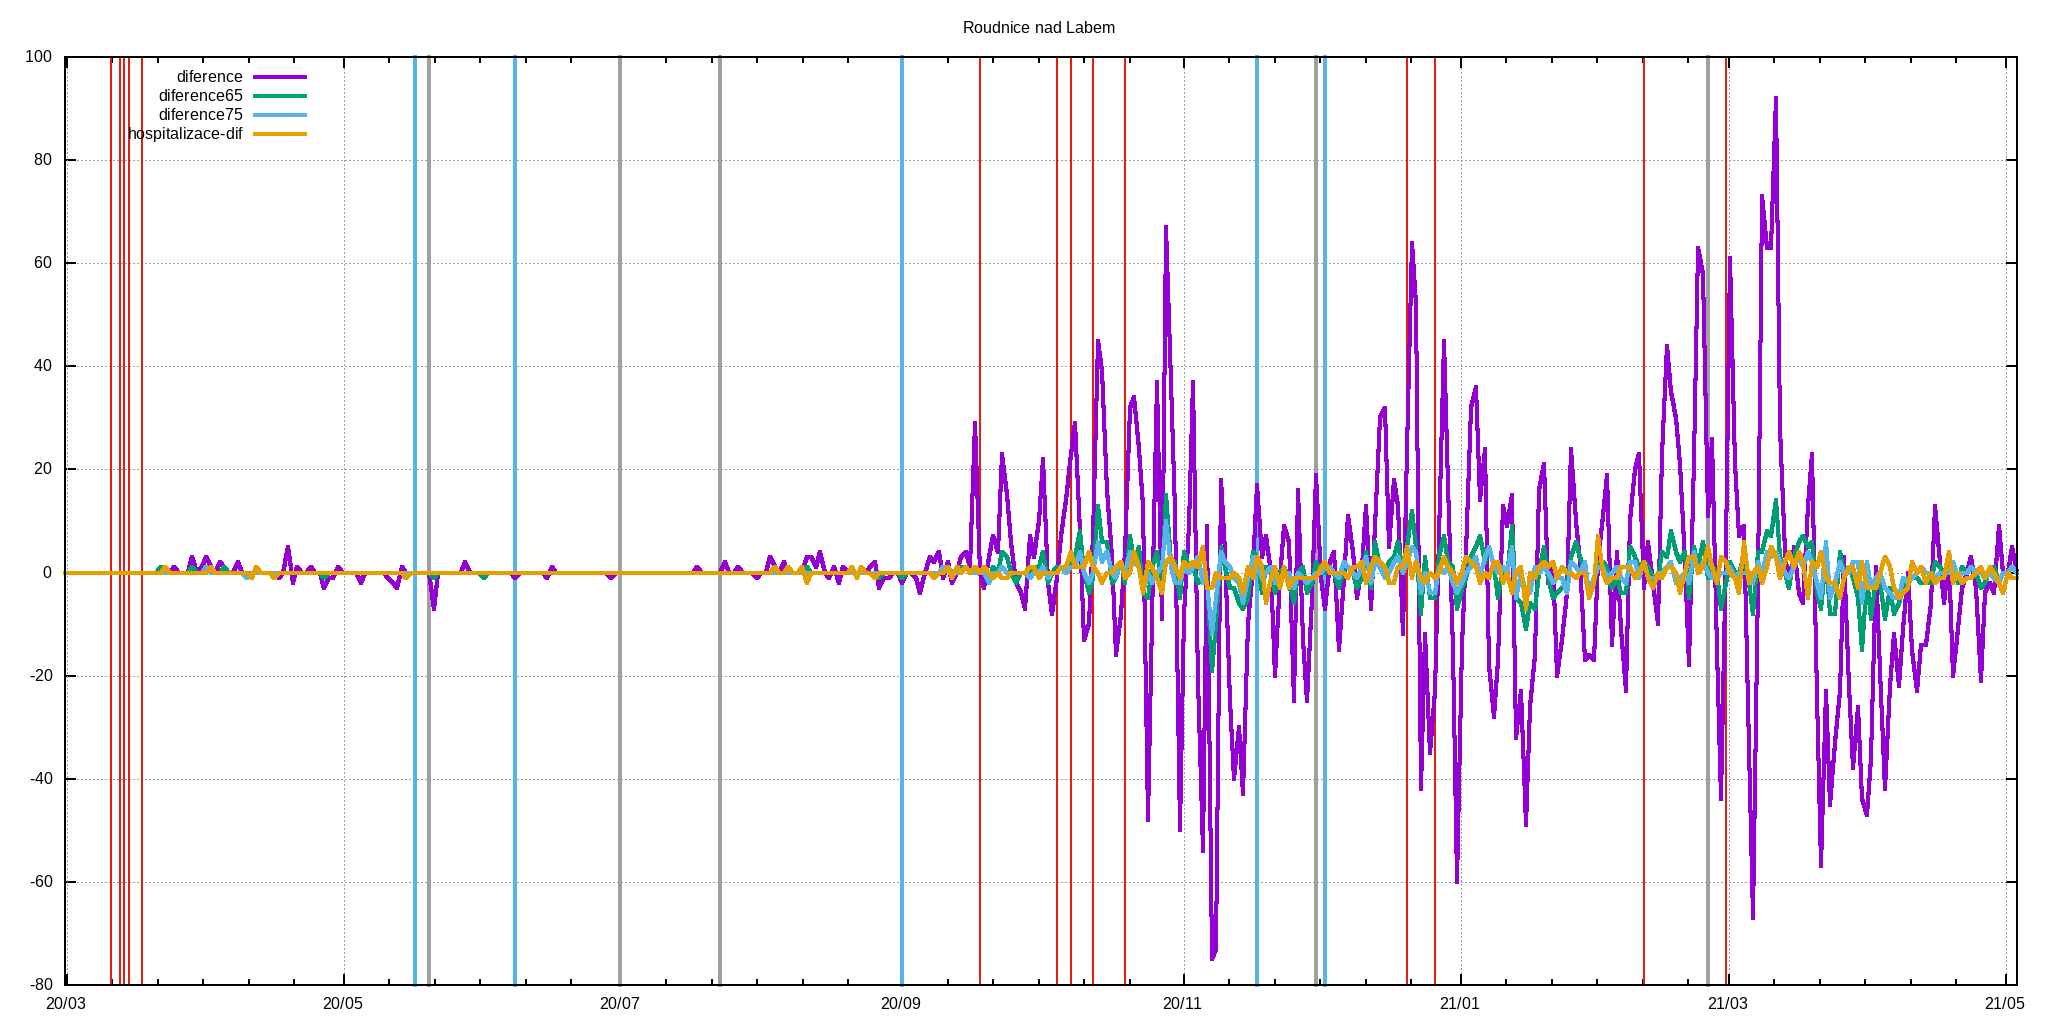 Roudnice nad Labem
100
80
60
40
20
0
-20
-40
-60
-80
diference
diference65
diference75
hospitalizace-dif
20/03 20/05 20/07 20/09 20/11 21/01 21/03 21/05